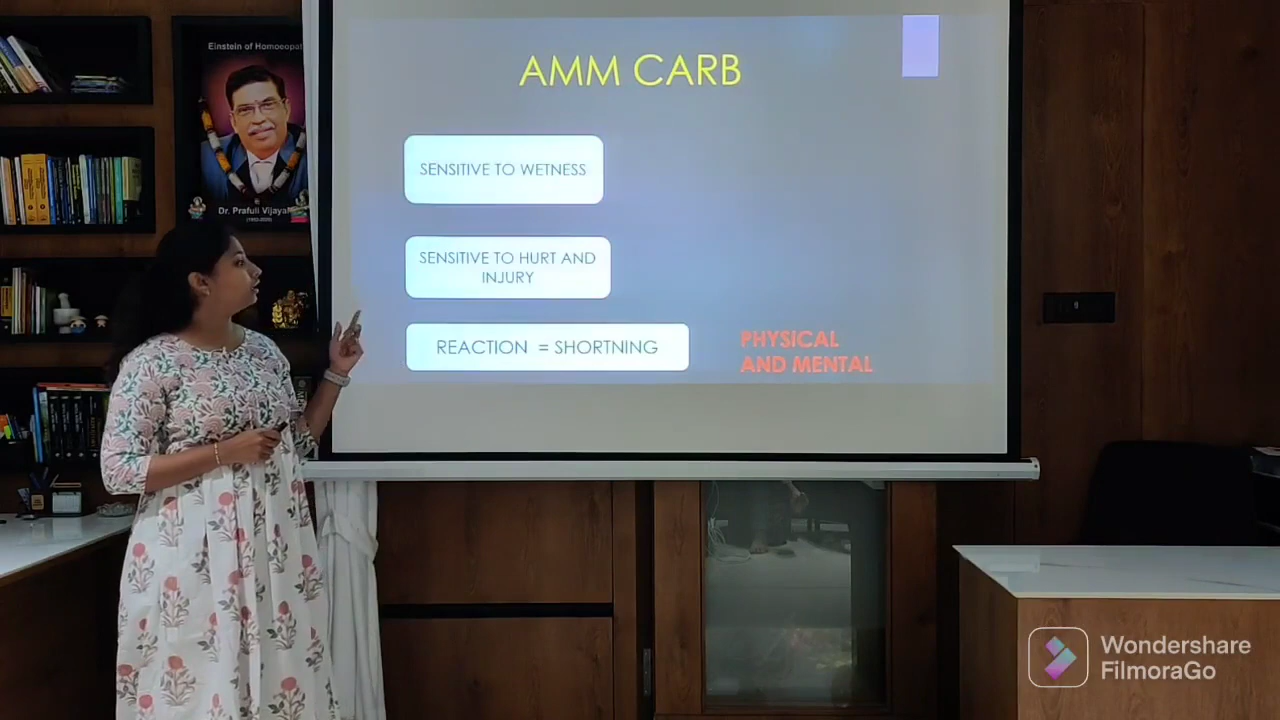 Einstein of Homoeopat
Dr. Prafull Vijaya
AMM CARB
SENSITIVE TO WETNESS
SENSITIVE TO HURT AND
INJURY
REACTION = SHORTNING
PHYSICAL
AND MENTAL
Wondershare
FilmoraGo